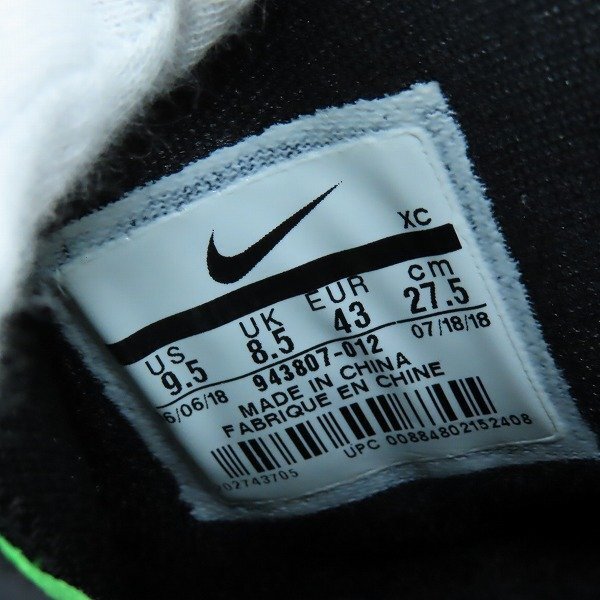 XC
US UK EUR cm
9.5 8.5 43 27.5
6/06/18 943807-012 07/18/18
MADE IN CHINA
FABRIQUE EN CHINE
02743705 UPC 00884802152408